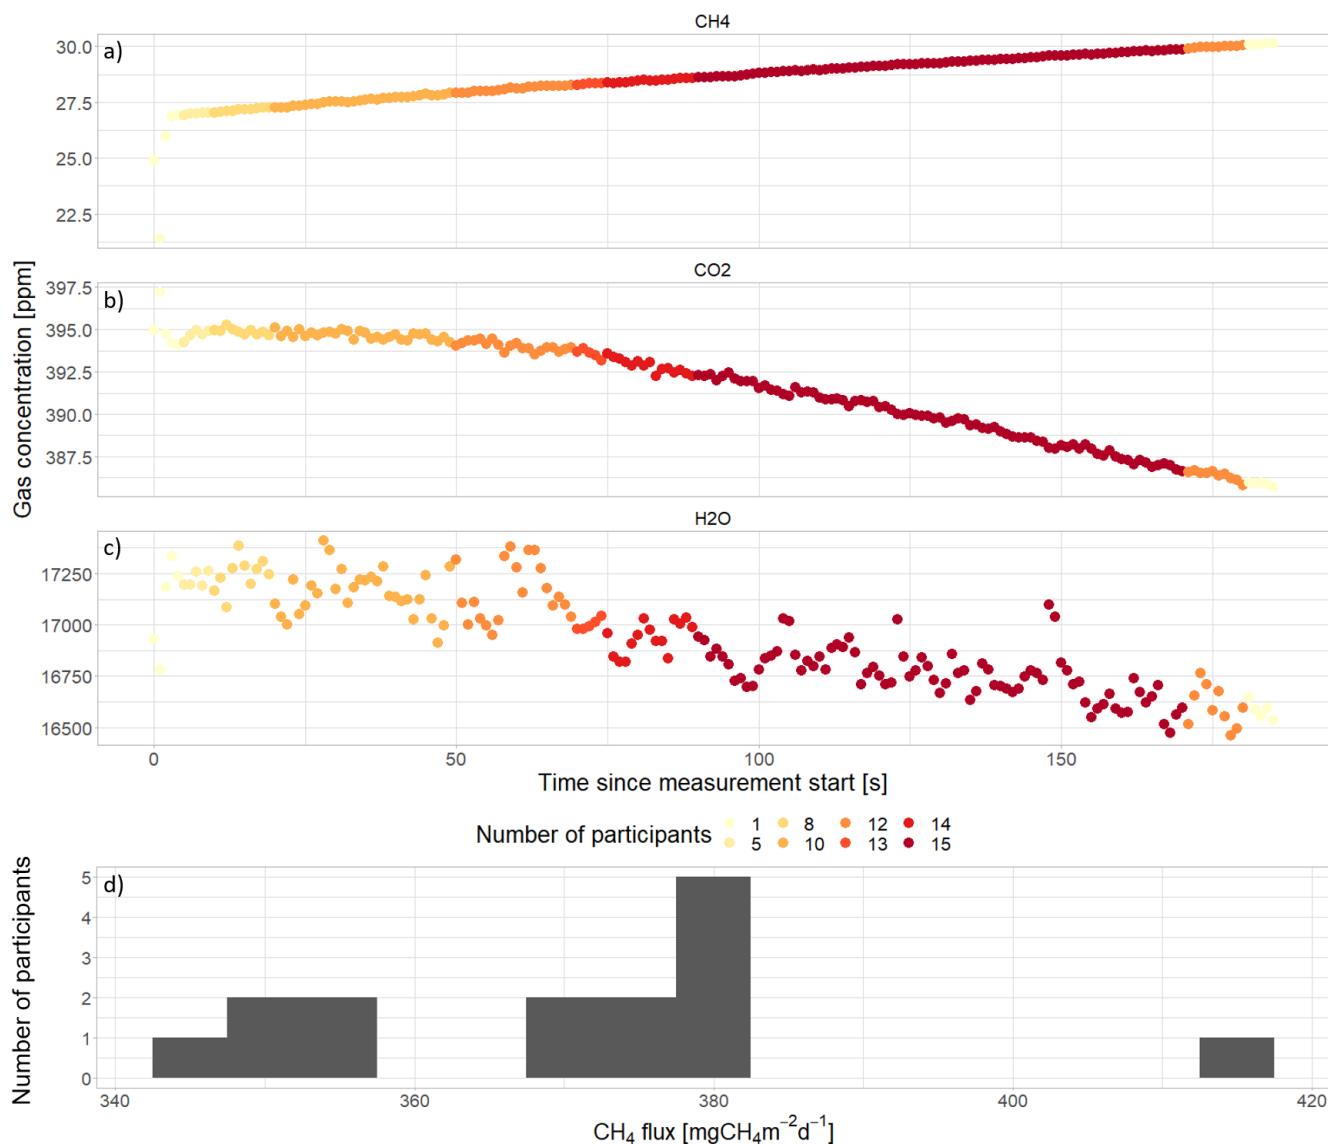 CH4
a)
30.0
27.5
25.0
22.5
CO2
b)
397.5
395.0
392.5
390.0
387.5
Gas concentration [ppm]
H2O
c)
17250
17000
16750
16500
0 50 100 150
Time since measurement start [s]
Number of participants 1 8 12 14
5 10 13 15
d)
5
4
3
2
1
0
Number of participants
340 360 380 400 420
CH₄ flux [mgCH₄m⁻²d⁻¹]